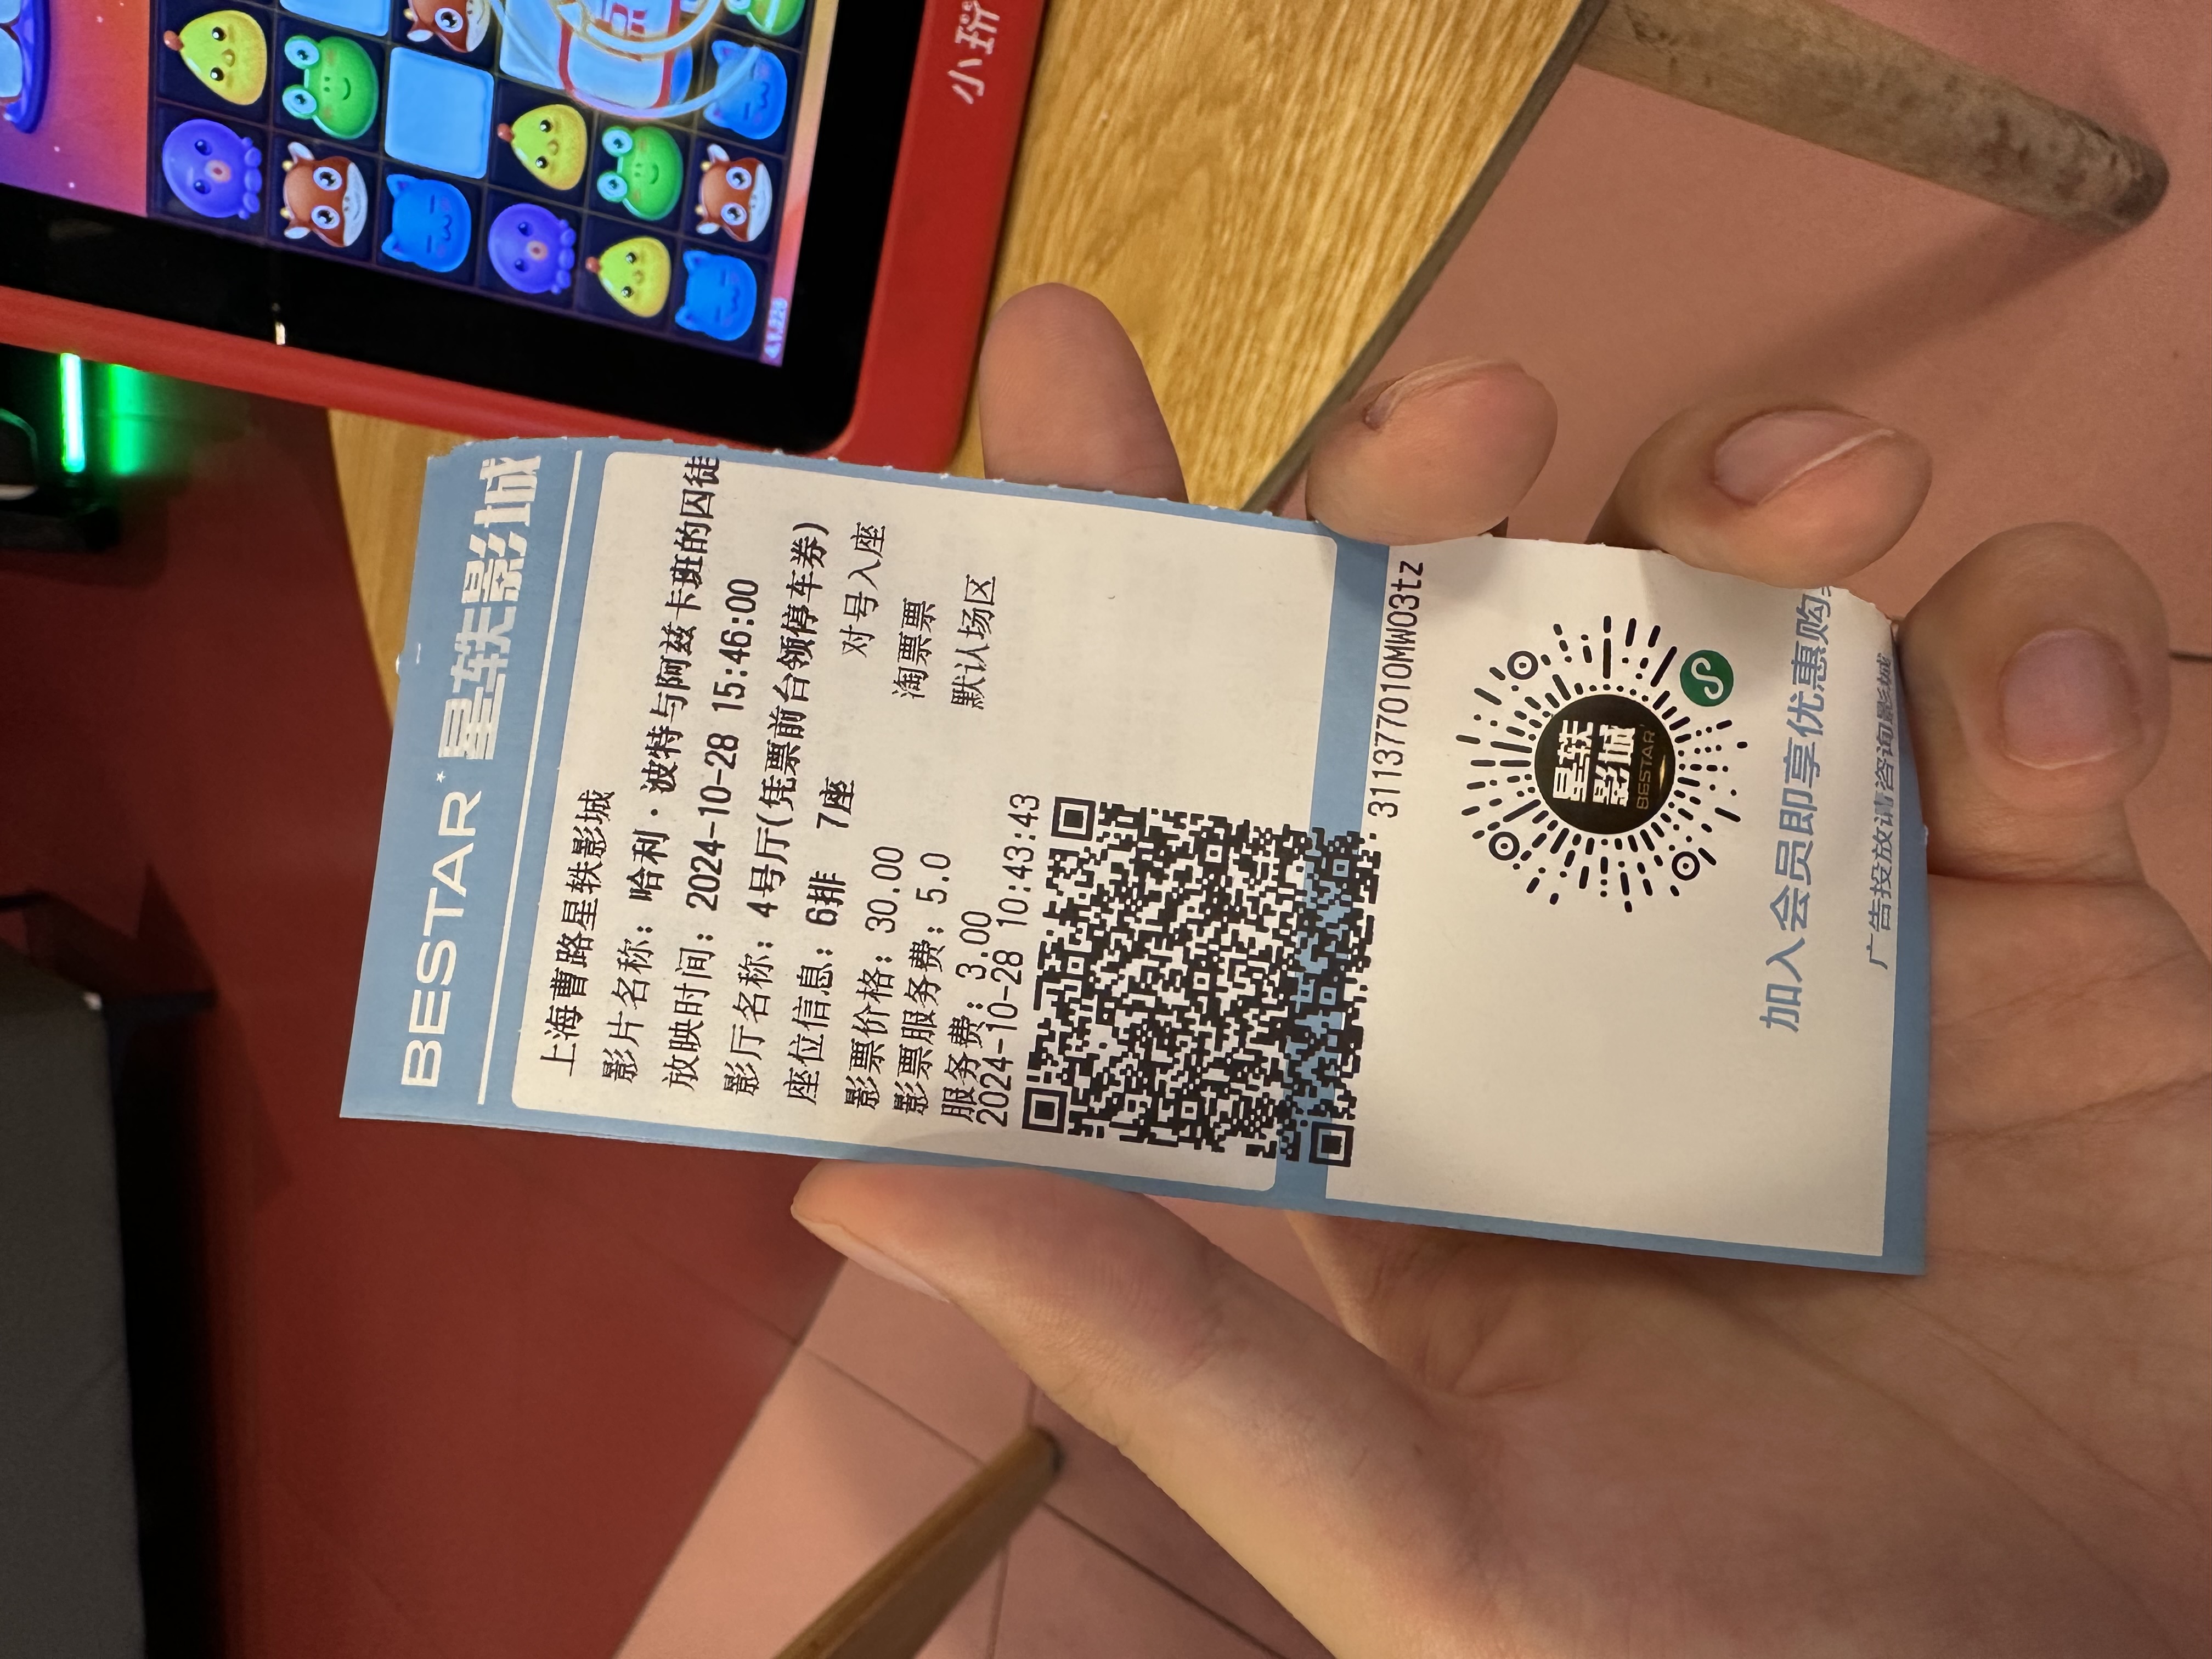 BESTAR 星轶影城
上海曹路星轶影城
影片名称：哈利·波特与阿兹卡班的囚徒
放映时间：2024-10-28 15:46:00
影厅名称：4号厅(凭票前台领停车券)
座位信息：6排 7座 对号入座
影票价格：30.00 淘票票
影票服务费：5.0 默认场区
服务费：3.00
2024-10-28 10:43:43
311377010MW03tz
星轶
影城
BESTAR
加入会员即享优惠购
广告投放请咨询影城
4.1.226
小玩